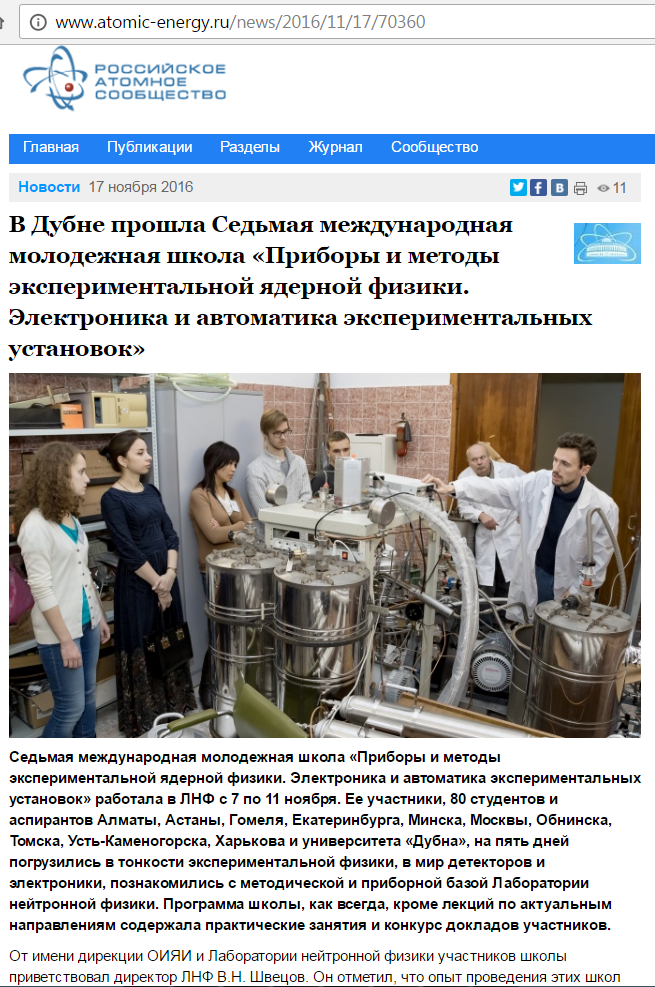 www.atomic-energy.ru/news/2016/11/17/70360
РОССИЙСКОЕ
АТОМНОЕ
СООБЩЕСТВО
Главная Публикации Разделы Журнал Сообщество
Новости 17 ноября 2016 11
В Дубне прошла Седьмая международная
молодежная школа «Приборы и методы
экспериментальной ядерной физики.
Электроника и автоматика экспериментальных
установок»
Седьмая международная молодежная школа «Приборы и методы
экспериментальной ядерной физики. Электроника и автоматика экспериментальных
установок» работала в ЛНФ с 7 по 11 ноября. Ее участники, 80 студентов и
аспирантов Алматы, Астаны, Гомеля, Екатеринбурга, Минска, Москвы, Обнинска,
Томска, Усть-Каменогорска, Харькова и университета «Дубна», на пять дней
погрузились в тонкости экспериментальной физики, в мир детекторов и
электроники, познакомились с методической и приборной базой Лаборатории
нейтронной физики. Программа школы, как всегда, кроме лекций по актуальным
направлениям содержала практические занятия и конкурс докладов участников.
От имени дирекции ОИЯИ и Лаборатории нейтронной физики участников школы
приветствовал директор ЛНФ В.Н. Швецов. Он отметил, что опыт проведения этих школ